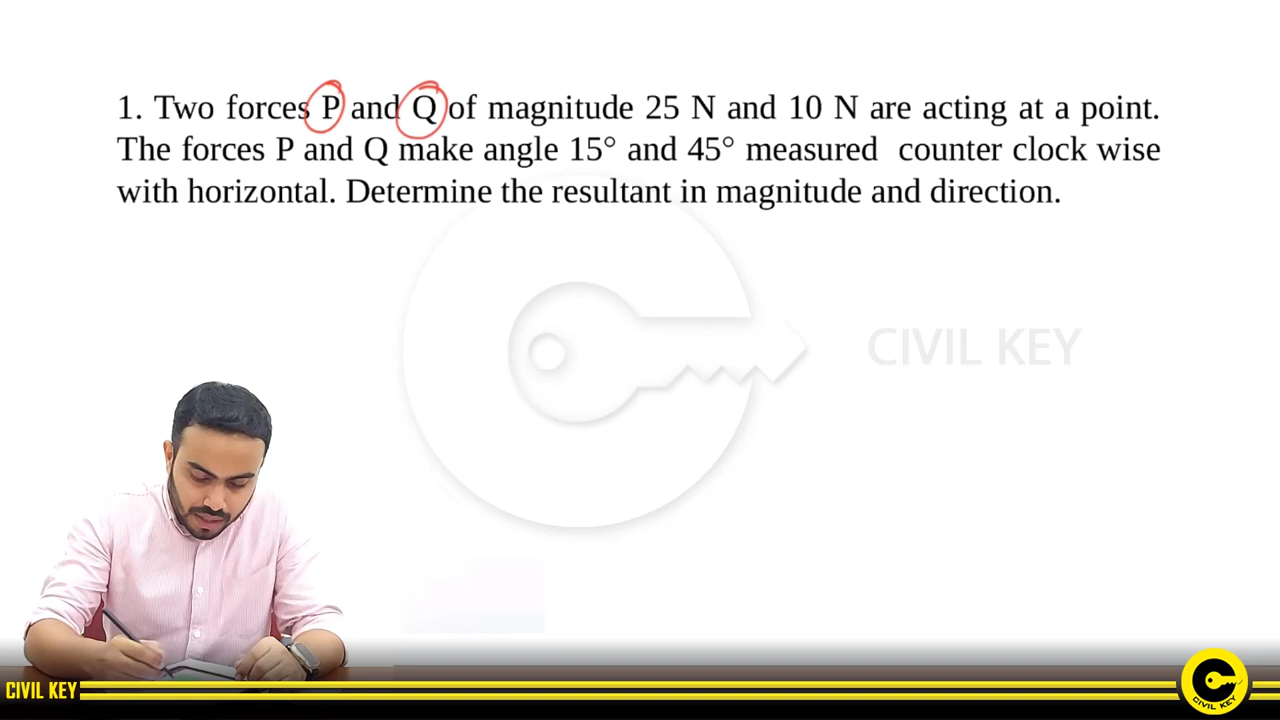 1. Two forces P and Q of magnitude 25 N and 10 N are acting at a point.
The forces P and Q make angle 15° and 45° measured counter clock wise
with horizontal. Determine the resultant in magnitude and direction.
CIVIL KEY
CIVIL KEY
CIVIL KEY